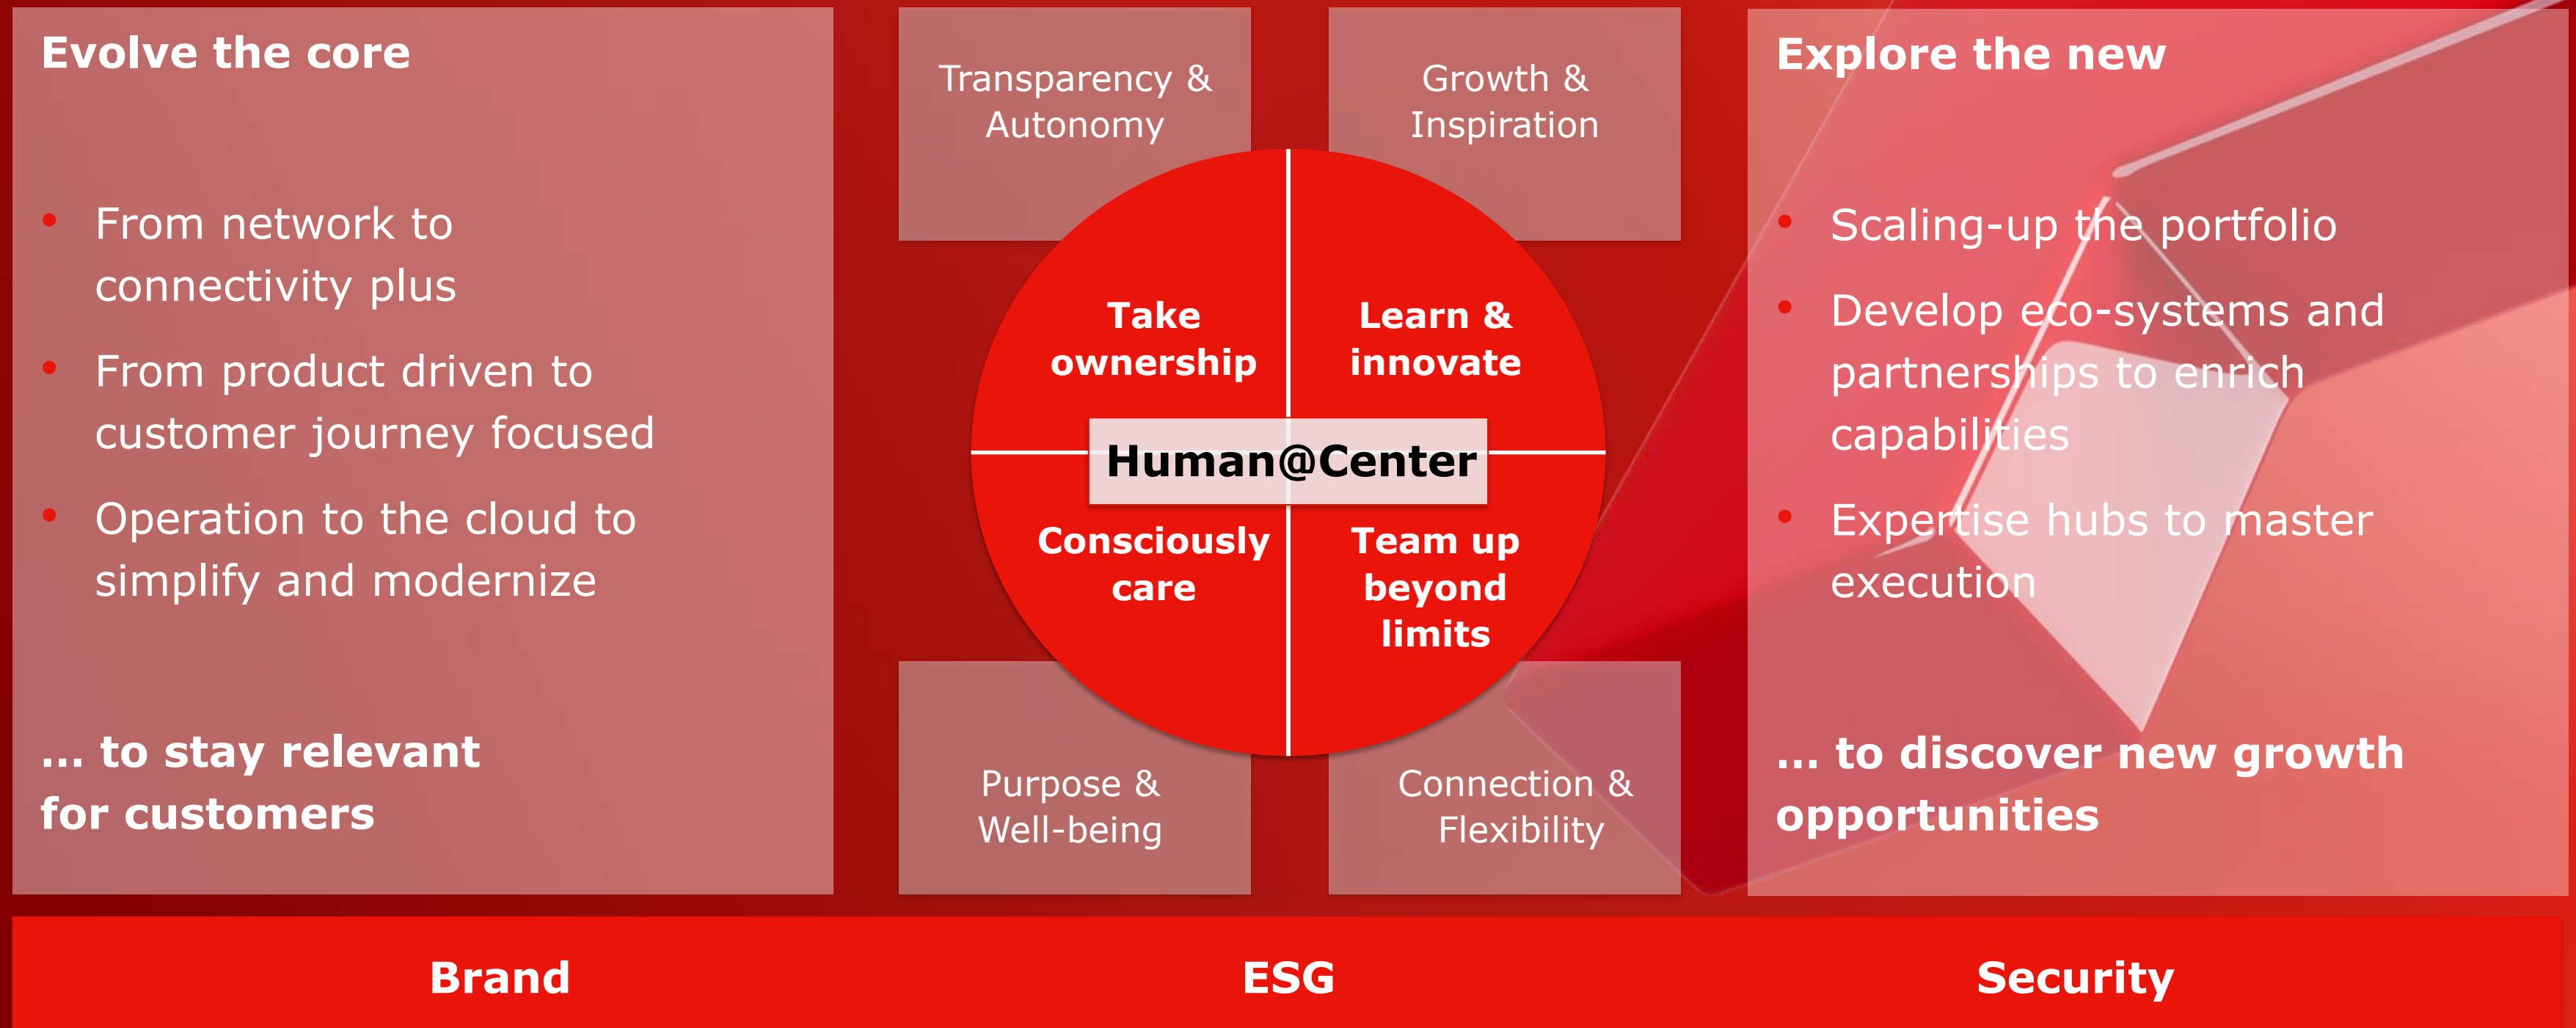 Evolve the core
• From network to
connectivity plus
• From product driven to
customer journey focused
• Operation to the cloud to
simplify and modernize
... to stay relevant
for customers
Transparency &
Autonomy
Growth &
Inspiration
Take
ownership
Learn &
innovate
Human@Center
Consciously
care
Team up
beyond
limits
Purpose &
Well-being
Connection &
Flexibility
Explore the new
• Scaling-up the portfolio
• Develop eco-systems and
partnerships to enrich
capabilities
• Expertise hubs to master
execution
... to discover new growth
opportunities
Brand
ESG
Security